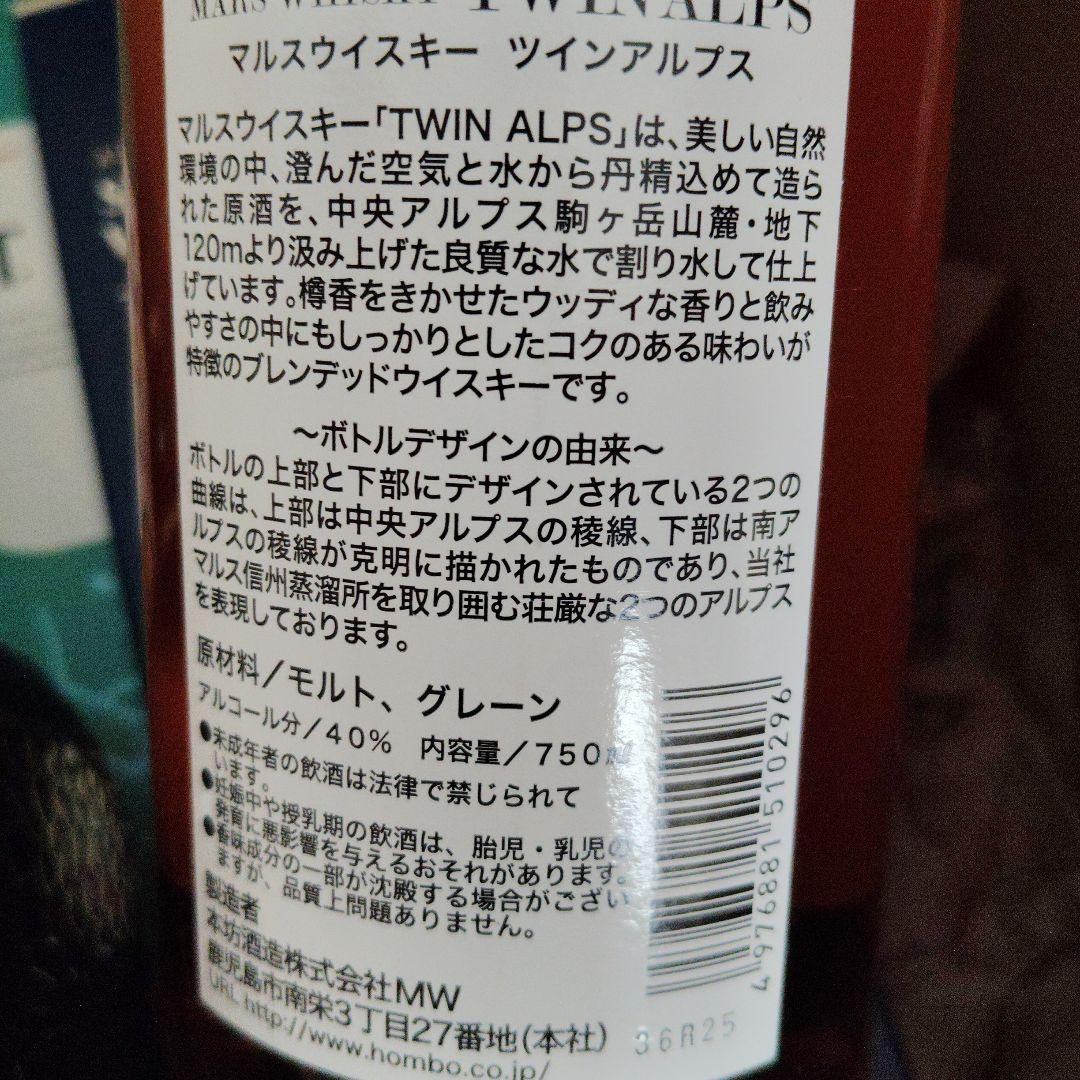 MARS WHISKY TWIN ALPS
マルスウイスキー ツインアルプス
マルスウイスキー「TWIN ALPS」は、美しい自然
環境の中、澄んだ空気と水から丹精込めて造ら
れた原酒を、中央アルプス駒ヶ岳山麓・地下
120mより汲み上げた良質な水で割り水して仕上
げています。樽香をきかせたウッディな香りと飲み
やすさの中にもしっかりとしたコクのある味わいが
特徴のブレンデッドウイスキーです。
～ボトルデザインの由来～
ボトルの上部と下部にデザインされている2つの
曲線は、上部は中央アルプスの稜線、下部は南ア
ルプスの稜線が克明に描かれたものであり、当社
マルス信州蒸溜所を取り囲む荘厳な2つのアルプス
を表現しております。
原材料／モルト、グレーン
アルコール分／40% 内容量／750㎖
●未成年者の飲酒は法律で禁じられて
います。
●妊娠中や授乳期の飲酒は、胎児・乳児の
発育に悪影響を与えるおそれがあります。
●香味成分の一部が沈殿する場合がござい
ますが、品質上問題ありません。
製造者
本坊酒造株式会社MW
鹿児島市南栄3丁目27番地(本社)
URL http://www.hombo.co.jp/
4 976881 510296
36R25